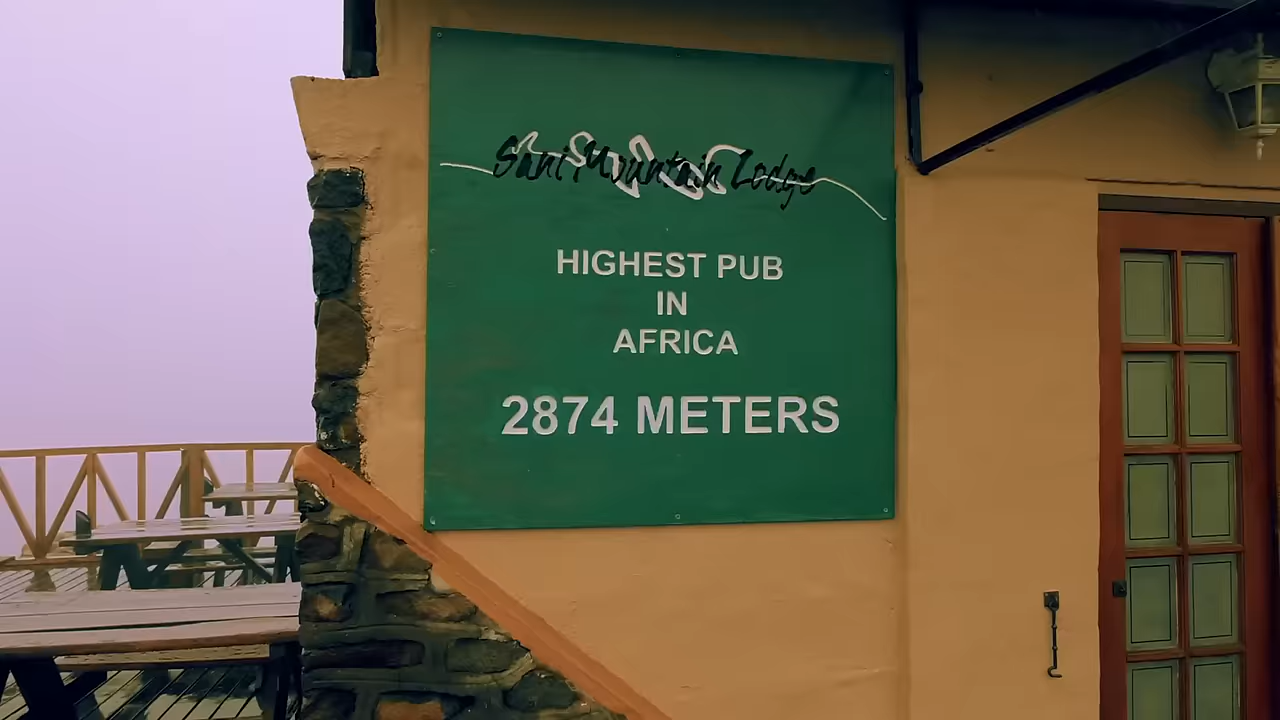 Sani Mountain Lodge
HIGHEST PUB
IN
AFRICA
2874 METERS